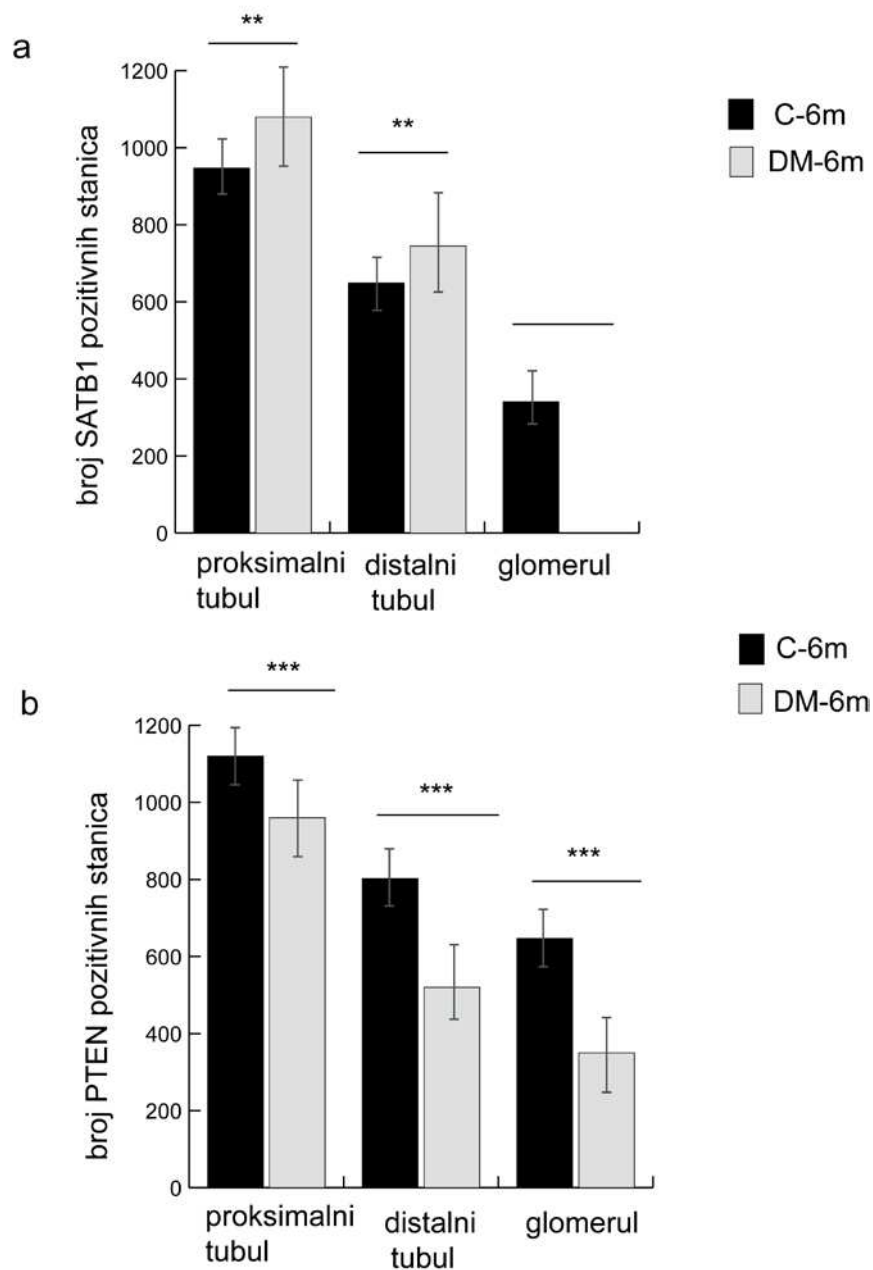 a
**
**
C-6m
DM-6m
1200
1000
800
600
400
200
0
broj SATB1 pozitivnih stanica
proksimalni
tubul
distalni
tubul
glomerul
b
***
***
***
C-6m
DM-6m
1200
1000
800
600
400
200
0
broj PTEN pozitivnih stanica
proksimalni
tubul
distalni
tubul
glomerul